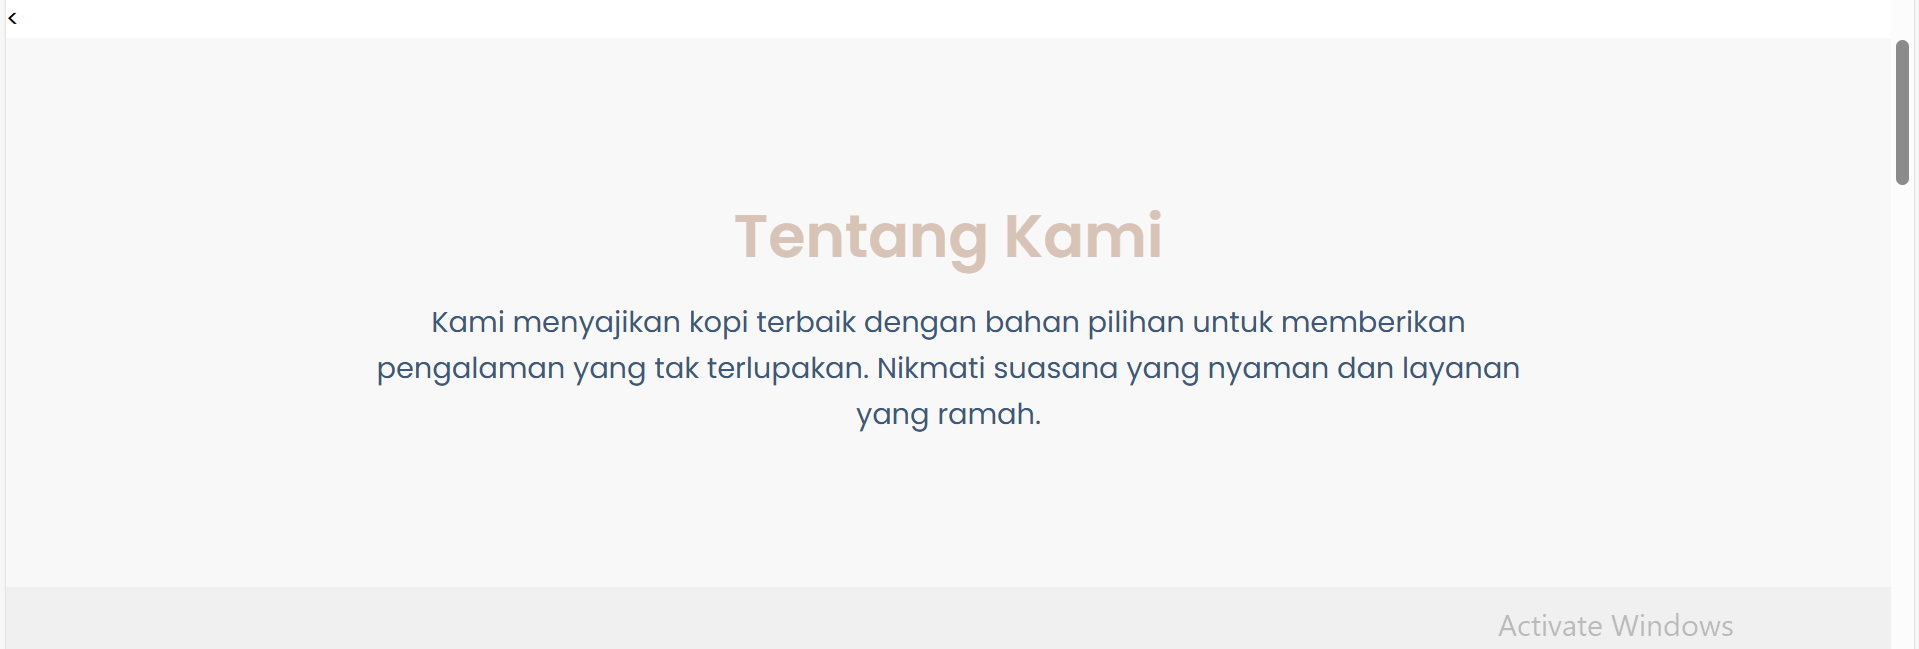 <
Tentang Kami
Kami menyajikan kopi terbaik dengan bahan pilihan untuk memberikan
pengalaman yang tak terlupakan. Nikmati suasana yang nyaman dan layanan
yang ramah.
Activate Windows